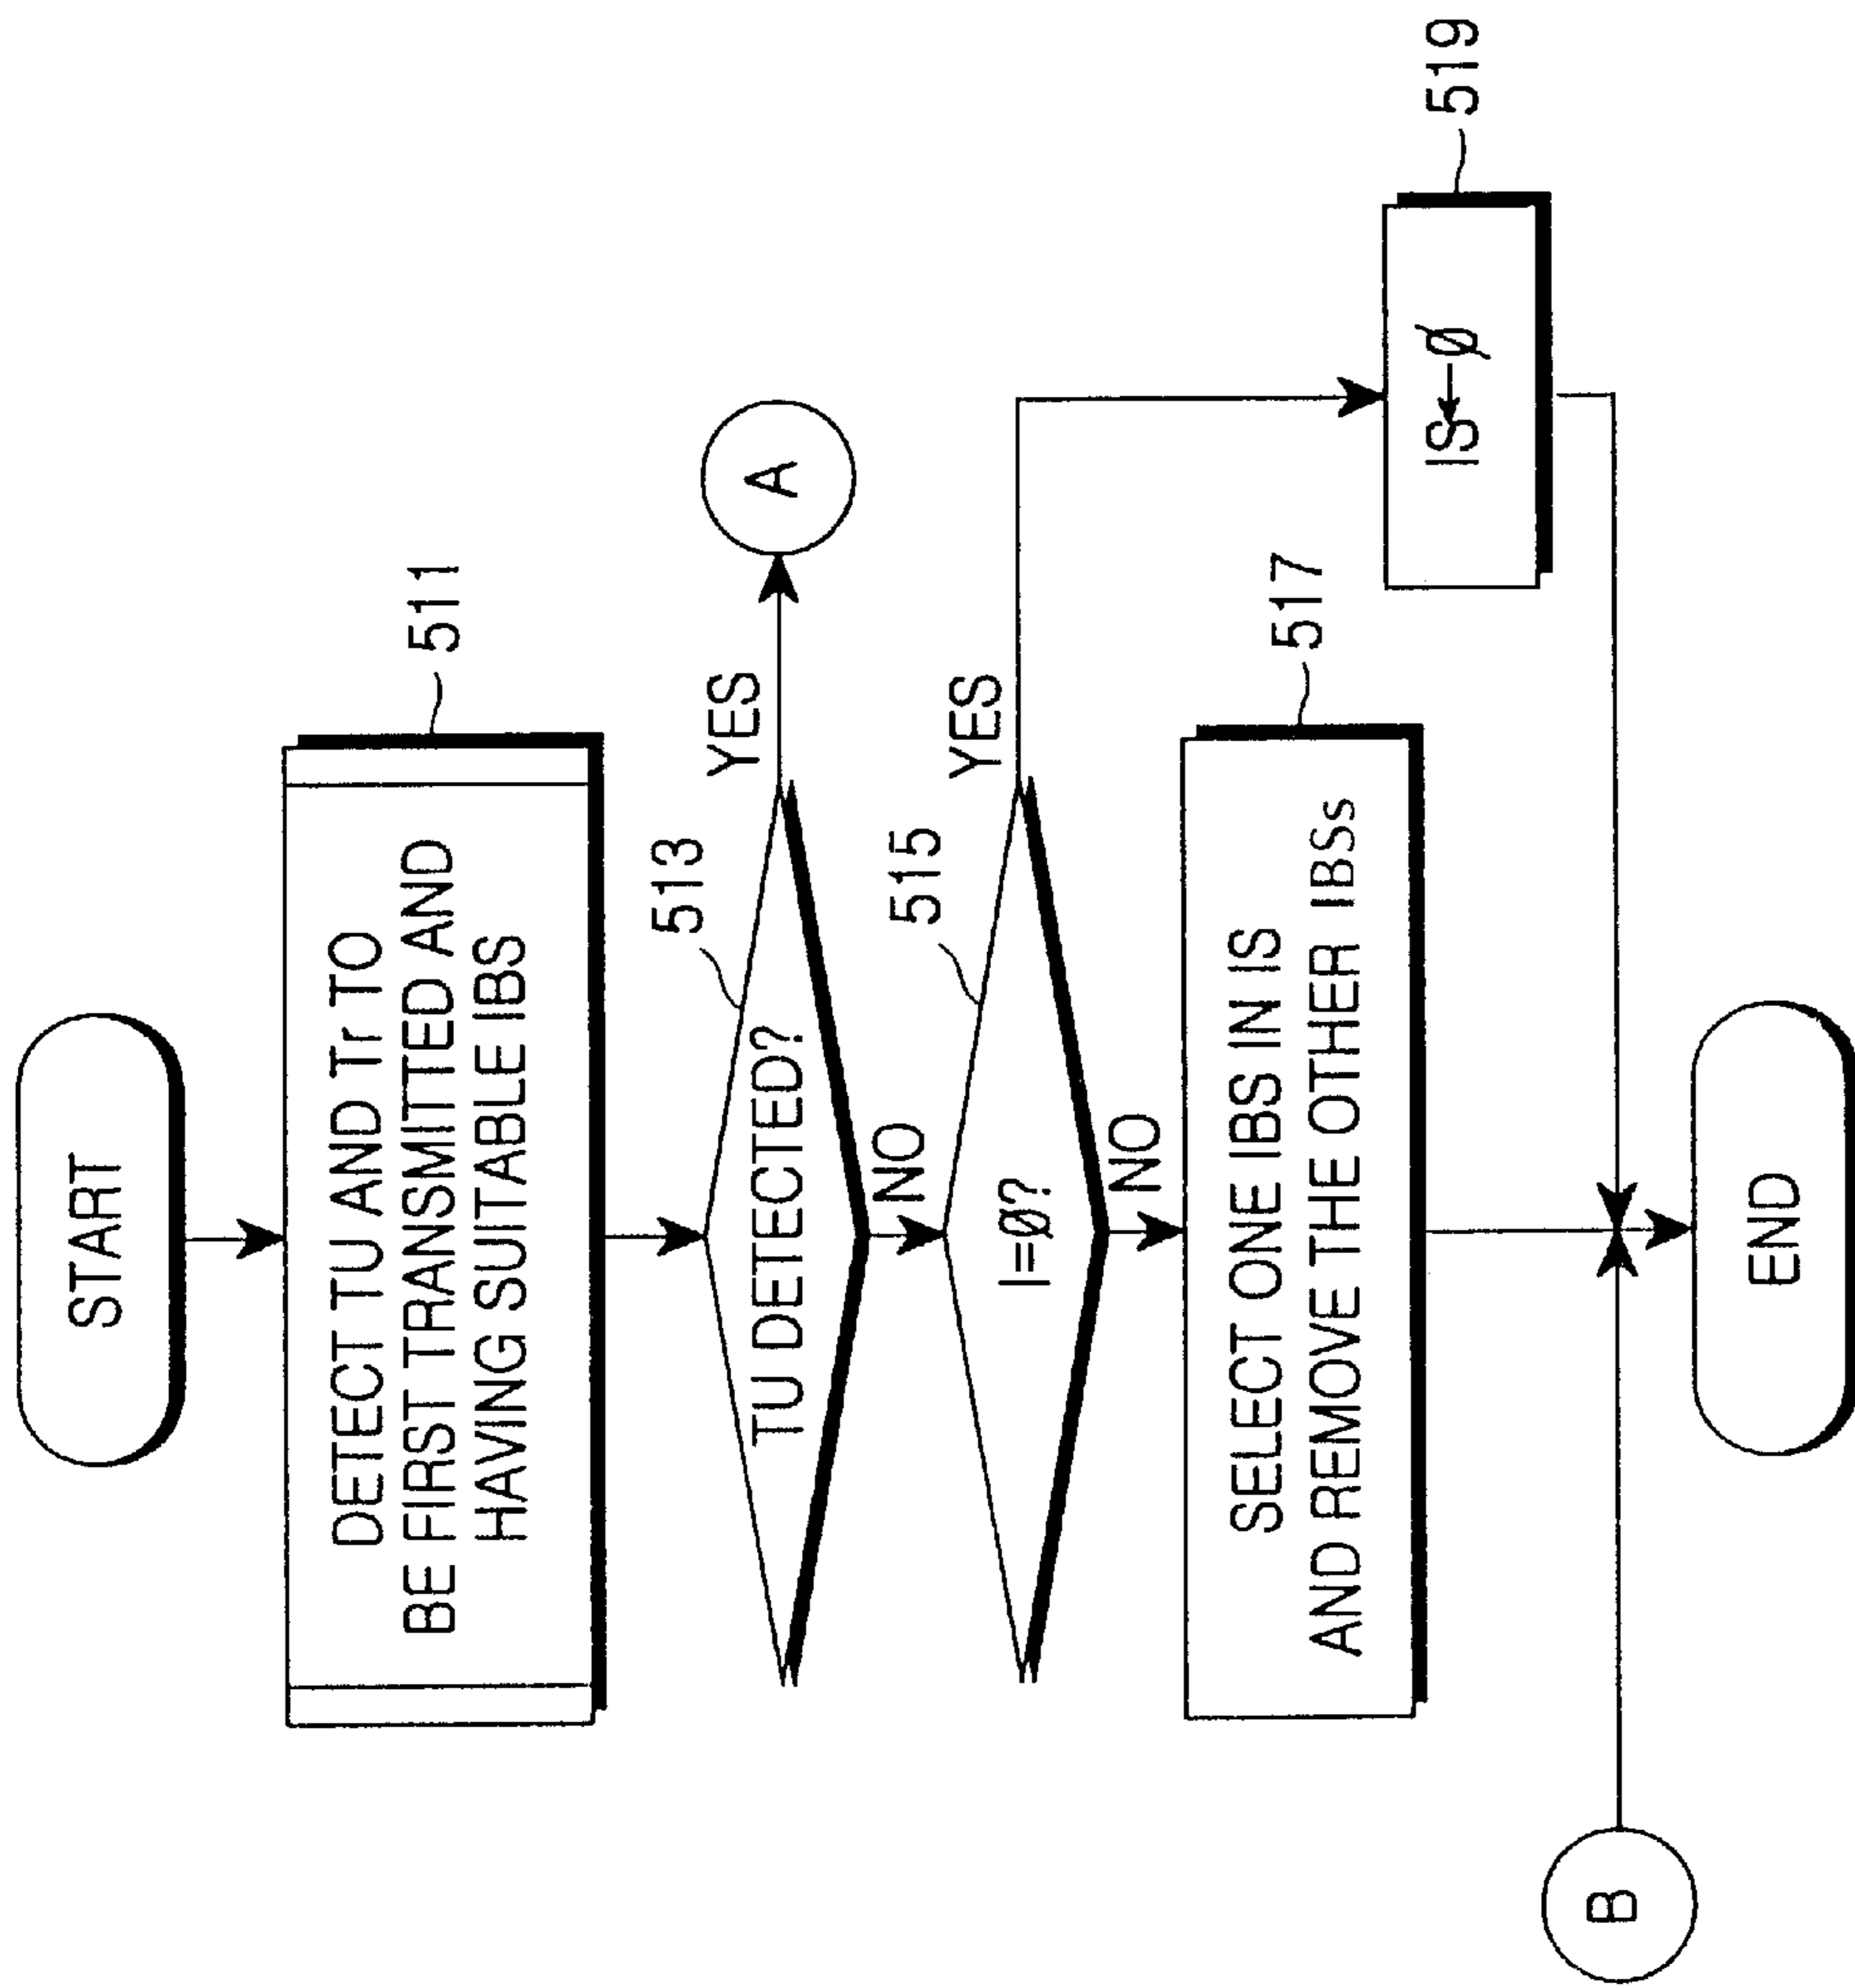 START
DETECT TU AND Tr TO
BE FIRST TRANSMITTED AND
HAVING SUITABLE IBS
511
TU DETECTED?
513
YES
A
NO
I=Ø?
515
YES
NO
SELECT ONE IBS IN IS
AND REMOVE THE OTHER IBSs
517
IS←Ø
519
B
END